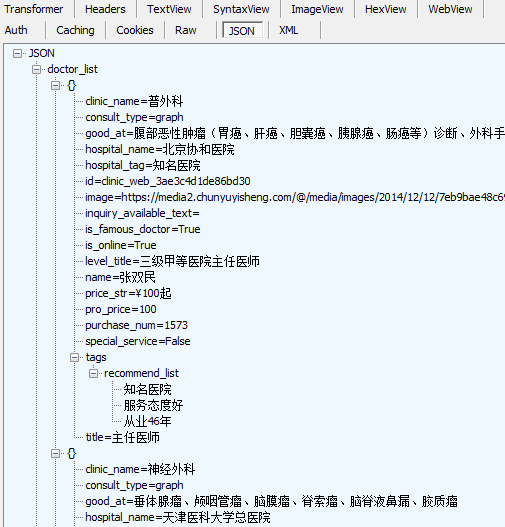 Transformer Headers TextView SyntaxView ImageView HexView WebView
Auth Caching Cookies Raw JSON XML
JSON
doctor_list
{}
clinic_name=普外科
consult_type=graph
good_at=腹部恶性肿瘤（胃癌、肝癌、胆囊癌、胰腺癌、肠癌等）诊断、外科手
hospital_name=北京协和医院
hospital_tag=知名医院
id=clinic_web_3ae3c4d1de86bd30
image=https://media2.chunyuyisheng.com/@/media/images/2014/12/12/7eb9bae48c69
inquiry_available_text=
is_famous_doctor=True
is_online=True
level_title=三级甲等医院主任医师
name=张双民
price_str=¥100起
pro_price=100
purchase_num=1573
special_service=False
tags
recommend_list
知名医院
服务态度好
从业46年
title=主任医师
{}
clinic_name=神经外科
consult_type=graph
good_at=垂体腺瘤、颅咽管瘤、脑膜瘤、脊索瘤、脑脊液鼻漏、胶质瘤
hospital_name=天津医科大学总医院